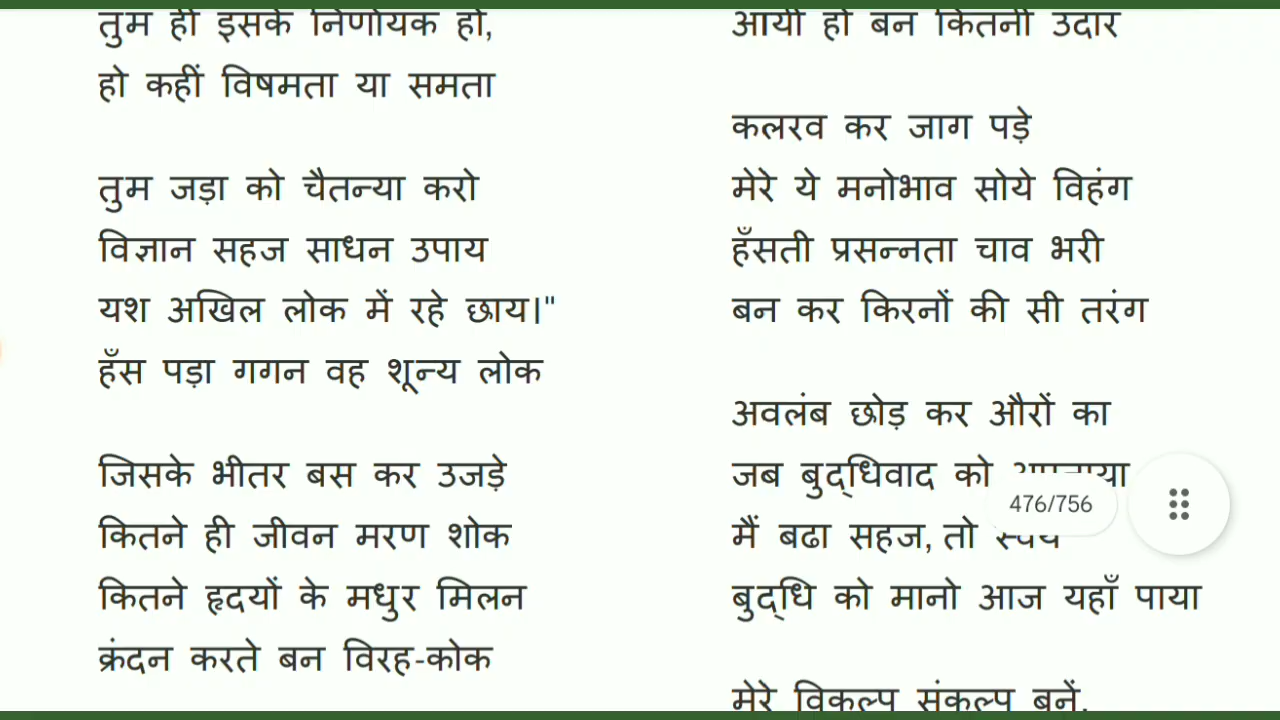 तुम ही इसके निर्णायक हो,
हो कहीं विषमता या समता
तुम जड़ा को चैतन्या करो
विज्ञान सहज साधन उपाय
यश अखिल लोक में रहे छाय।"
हँस पड़ा गगन वह शून्य लोक
जिसके भीतर बस कर उजड़े
कितने ही जीवन मरण शोक
कितने हृदयों के मधुर मिलन
क्रंदन करते बन विरह-कोक
आयी हो बन कितनी उदार
कलरव कर जाग पड़े
मेरे ये मनोभाव सोये विहंग
हँसती प्रसन्नता चाव भरी
बन कर किरनों की सी तरंग
अवलंब छोड़ कर औरों का
जब बुद्धिवाद को
मैं बढा सहज, तो
बुद्धि को मानो आज यहाँ पाया
मेरे विकल्प संकल्प बनें,
476/756